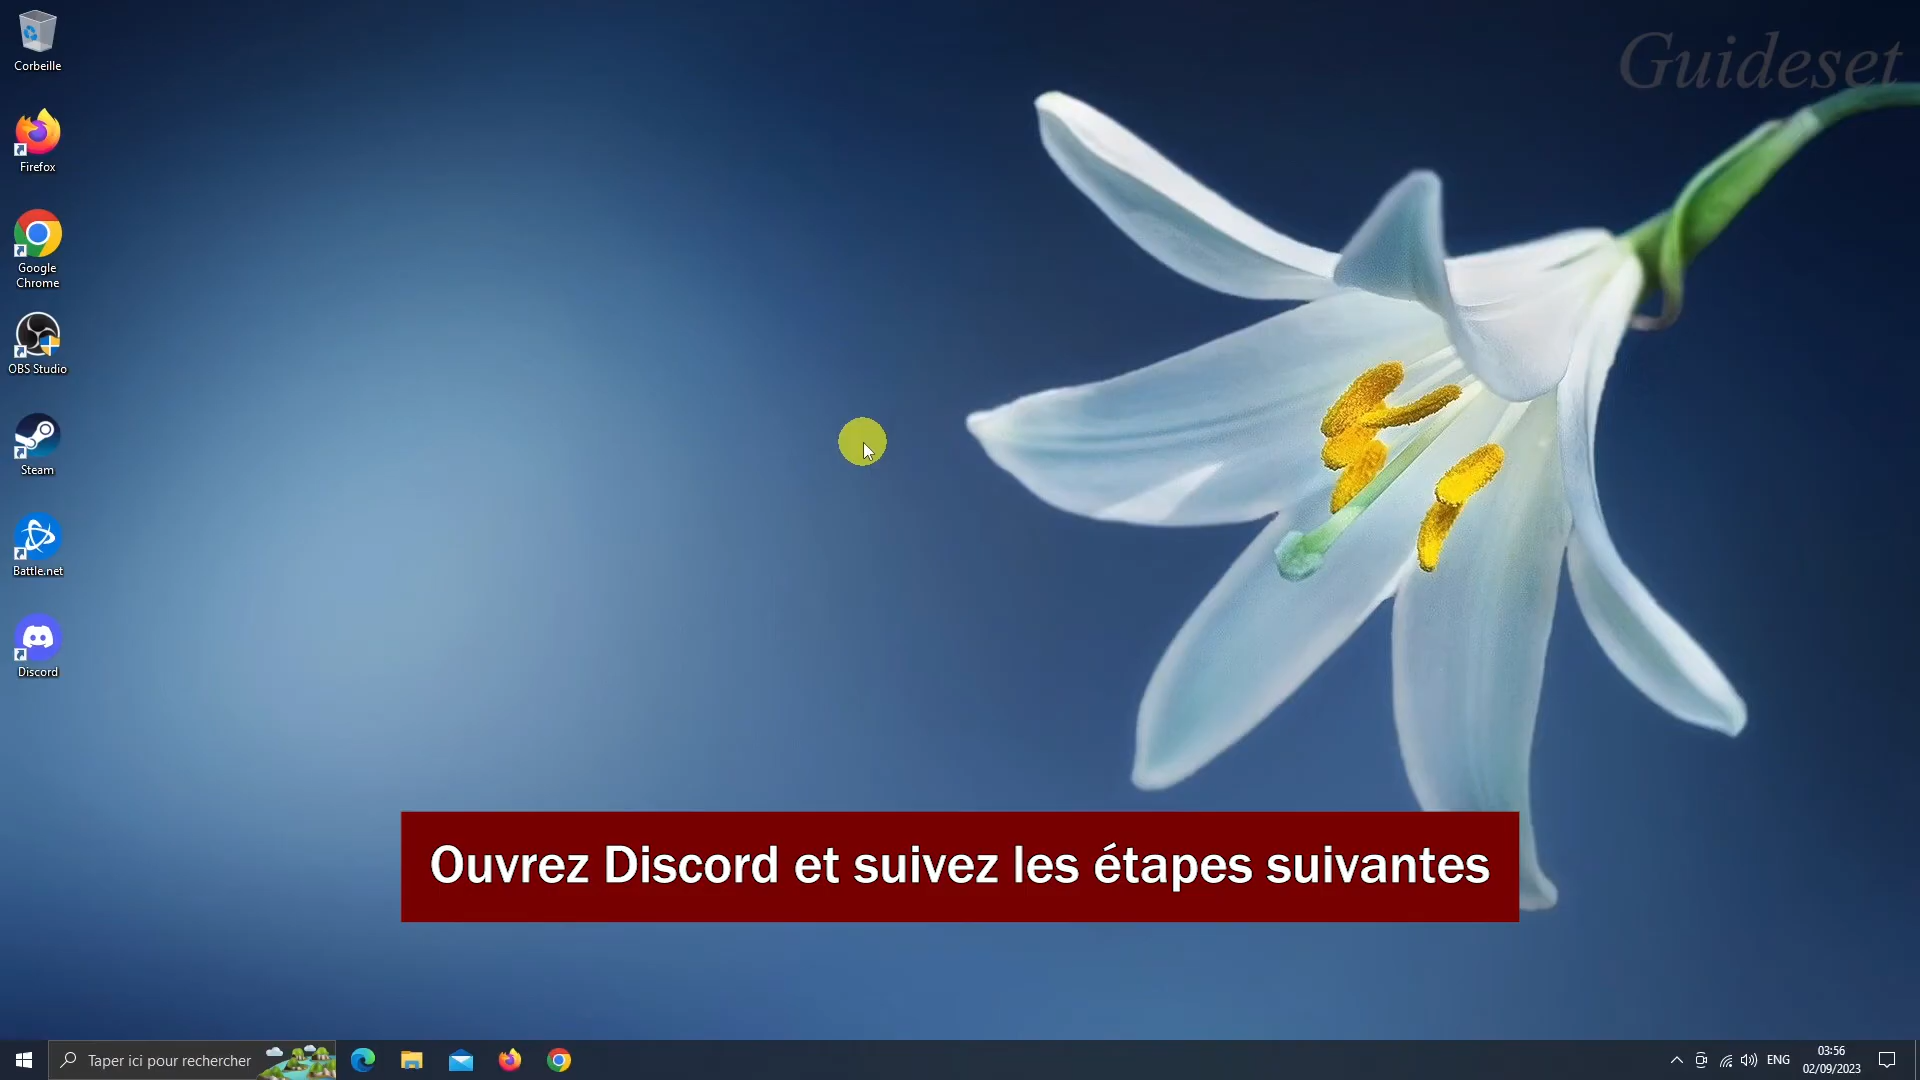 Guideset
Corbeille
Firefox
Google
Chrome
OBS Studio
Steam
Battle.net
Discord
Ouvrez Discord et suivez les étapes suivantes
Taper ici pour rechercher
ENG
03:56
02/09/2023